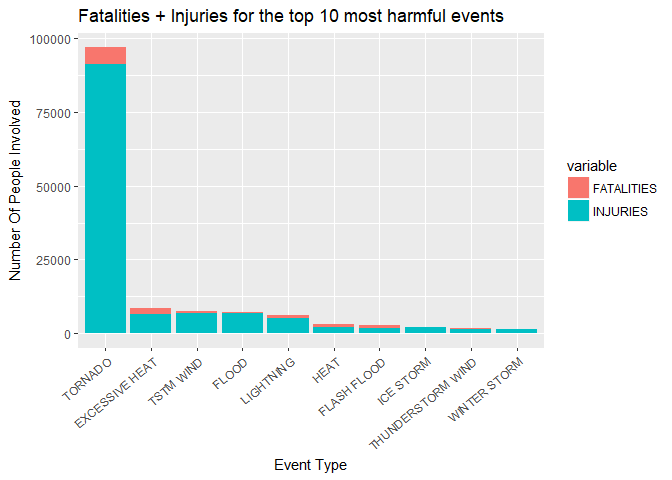 Fatalities + Injuries for the top 10 most harmful events
100000
75000
50000
25000
0
Number Of People Involved
TORNADO
EXCESSIVE HEAT
TSTM WIND
FLOOD
LIGHTNING
HEAT
FLASH FLOOD
ICE STORM
THUNDERSTORM WIND
WINTER STORM
Event Type
variable
FATALITIES
INJURIES